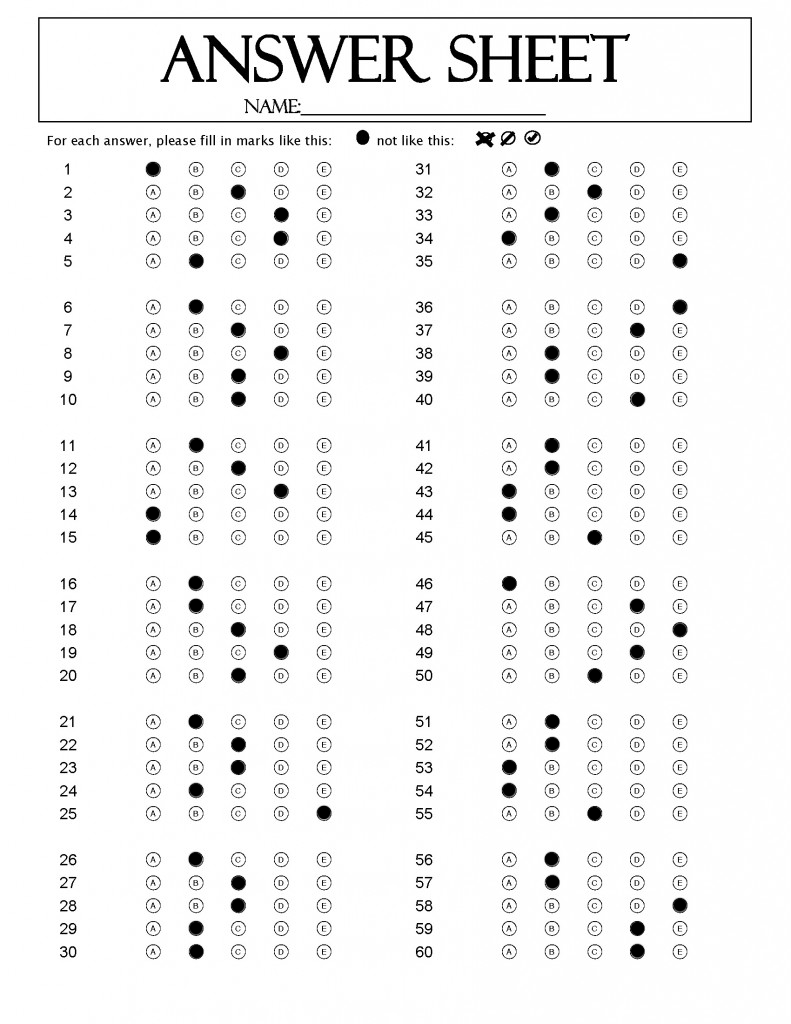 ANSWER SHEET
NAME:
For each answer, please fill in marks like this: not like this:
1 B C D E 31 A C D E
2 A B D E 32 A B D E
3 A B C E 33 A C D E
4 A B C E 34 B C D E
5 A C D E 35 A B C D
6 A C D E 36 A B C D
7 A B D E 37 A B C E
8 A B C E 38 A C D E
9 A B D E 39 A C D E
10 A B D E 40 A B C E
11 A C D E 41 A C D E
12 A B D E 42 A C D E
13 A B C E 43 B C D E
14 B C D E 44 B C D E
15 B C D E 45 A B D E
16 A C D E 46 B C D E
17 A C D E 47 A B C E
18 A B D E 48 A B C D
19 A B C E 49 A B C E
20 A B D E 50 A B D E
21 A C D E 51 A C D E
22 A B D E 52 A C D E
23 A B D E 53 B C D E
24 A C D E 54 B C D E
25 A B C D 55 A B D E
26 A C D E 56 A C D E
27 A B D E 57 A C D E
28 A B D E 58 A B C D
29 A C D E 59 A B C E
30 A C D E 60 A B C E